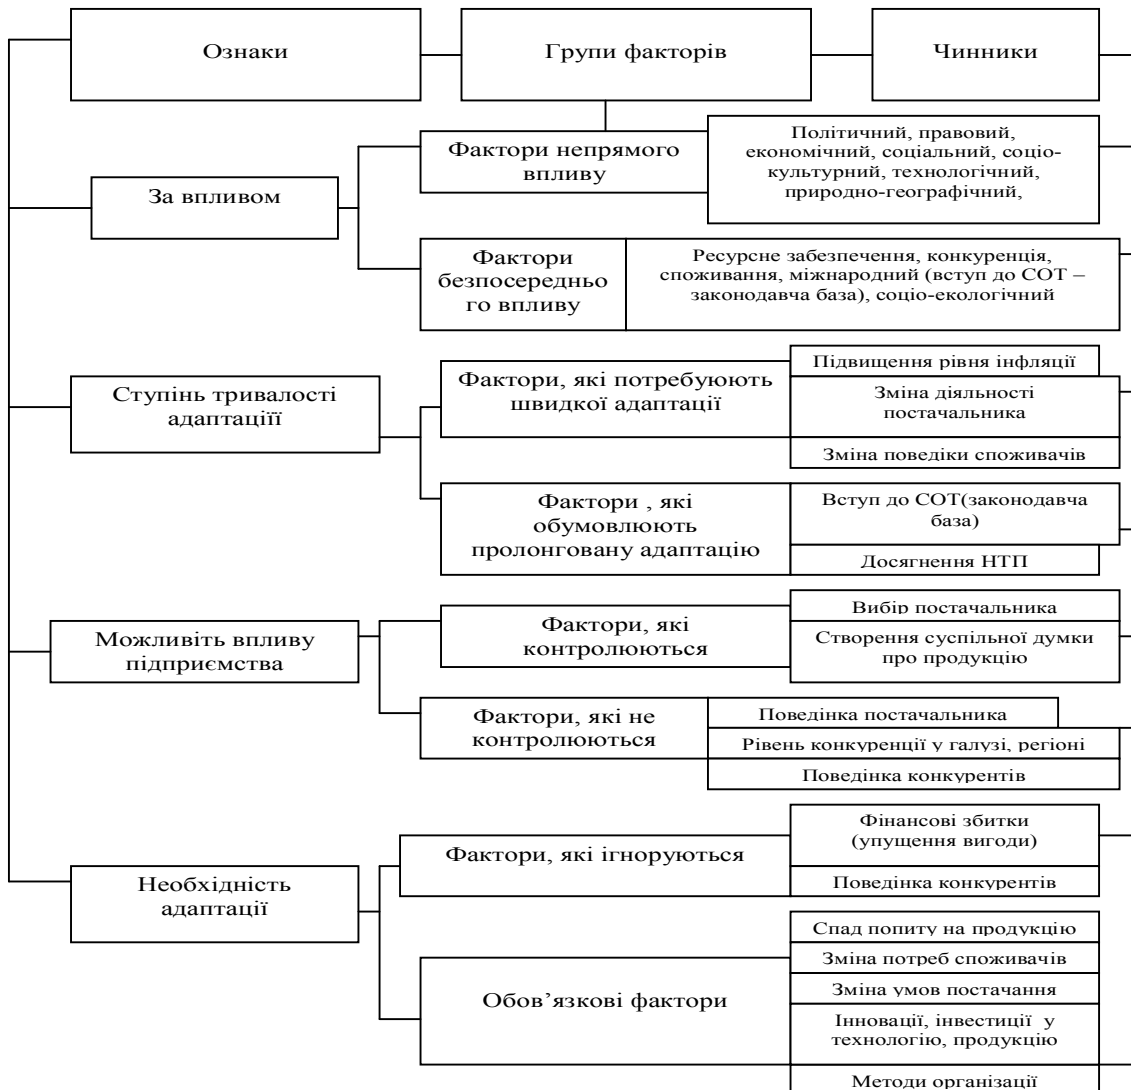 Ознаки
Групи факторів
Чинники
За впливом
Фактори непрямого
впливу
Політичний, правовий,
економічний, соціальний, соціо-
культурний, технологічний,
природно-географічний,
Фактори
безпосередньо
го впливу
Ресурсне забезпечення, конкуренція,
споживання, міжнародний (вступ до СОТ –
законодавча база), соціо-екологічний
Ступінь тривалості
адаптаціїї
Фактори, які потребуюють
швидкої адаптації
Підвищення рівня інфляції
Зміна діяльності
постачальника
Зміна поведіки споживачів
Фактори , які
обумовлюють
пролонговану адаптацію
Вступ до СОТ(законодавча
база)
Досягнення НТП
Можливіть впливу
підприємства
Фактори, які
контролюються
Вибір постачальника
Створення суспільної думки
про продукцію
Фактори, які не
контролюються
Поведінка постачальника
Рівень конкуренції у галузі, регіоні
Поведінка конкурентів
Необхідність
адаптації
Фактори, які ігноруються
Фінансові збитки
(упущення вигоди)
Поведінка конкурентів
Обов’язкові фактори
Спад попиту на продукцію
Зміна потреб споживачів
Зміна умов постачання
Інновації, інвестиції у
технологію, продукцію
Методи організації